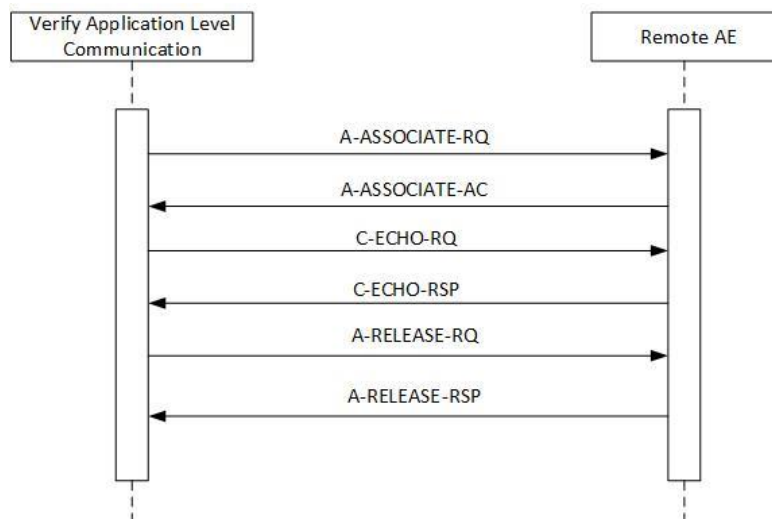 Verify Application Level
Communication
Remote AE
A-ASSOCIATE-RQ
A-ASSOCIATE-AC
C-ECHO-RQ
C-ECHO-RSP
A-RELEASE-RQ
A-RELEASE-RSP